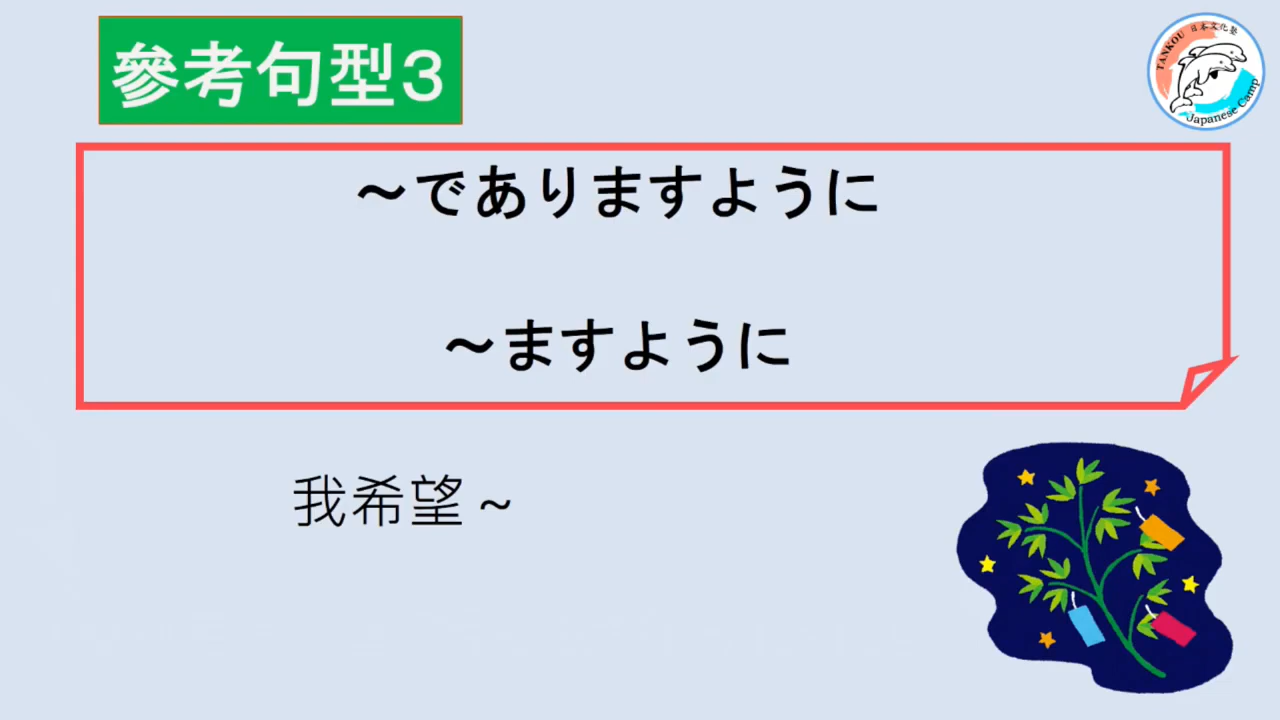 參考句型3
TANKOU 日本文化塾
Japanese Camp
～でありますように
～ますように
我希望~